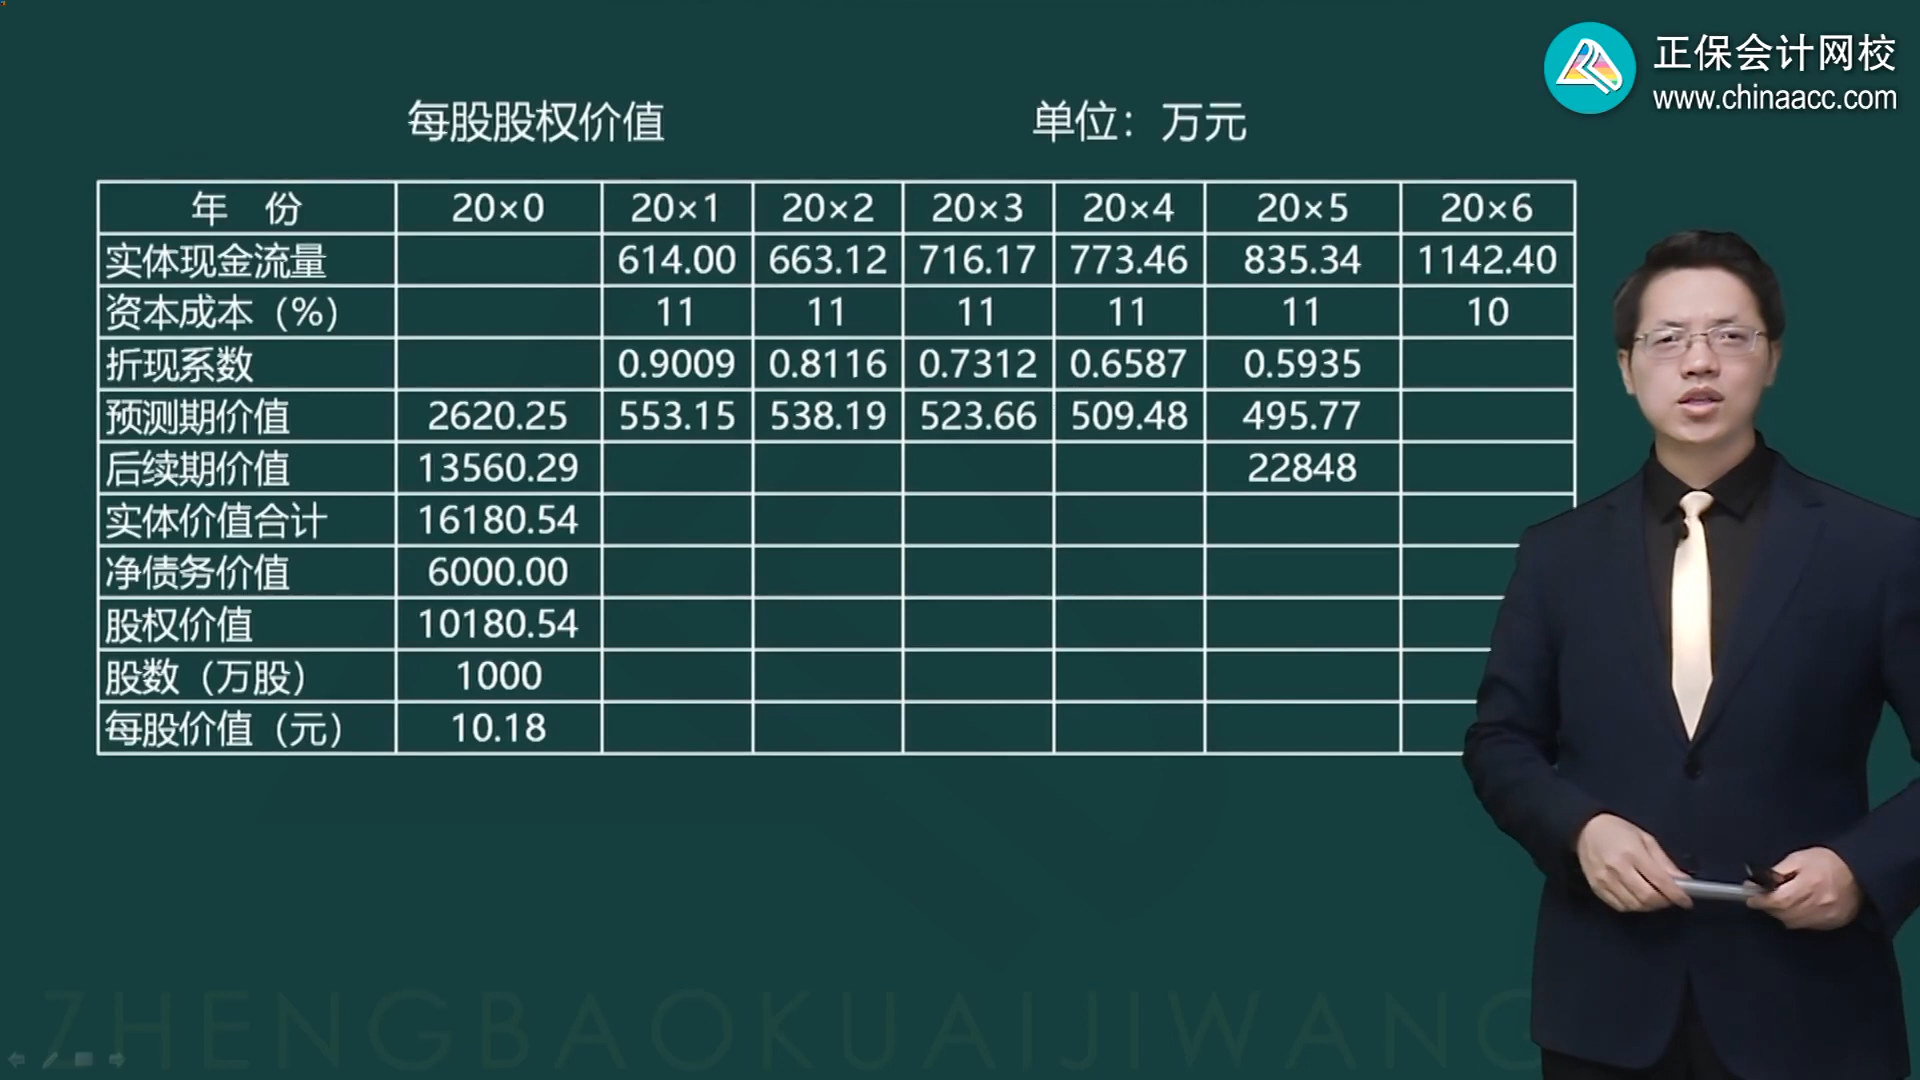 正保会计网校
www.chinaacc.com
每股股权价值 单位：万元
年 份 20×0 20×1 20×2 20×3 20×4 20×5 20×6
实体现金流量 614.00 663.12 716.17 773.46 835.34 1142.40
资本成本（%） 11 11 11 11 11 10
折现系数 0.9009 0.8116 0.7312 0.6587 0.5935
预测期价值 2620.25 553.15 538.19 523.66 509.48 495.77
后续期价值 13560.29 22848
实体价值合计 16180.54
净债务价值 6000.00
股权价值 10180.54
股数（万股） 1000
每股价值（元） 10.18
ZHENGBAOKUAIJIWANG